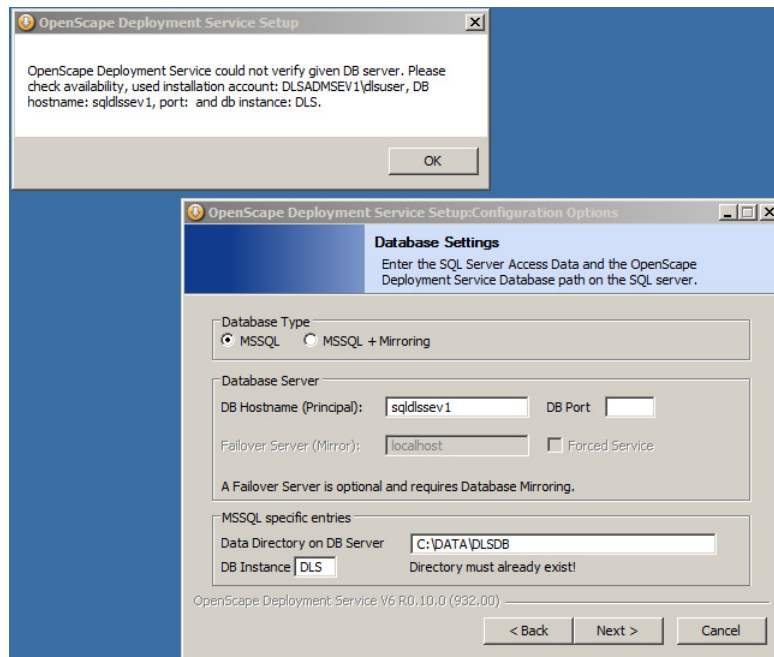 OpenScape Deployment Service Setup
OpenScape Deployment Service could not verify given DB server. Please
check availability, used installation account: DLSADMSEV1\dlsuser, DB
hostname: sqldlssev1, port:  and db instance: DLS.
OK
OpenScape Deployment Service Setup:Configuration Options
Database Settings
Enter the SQL Server Access Data and the OpenScape
Deployment Service Database path on the SQL server.
Database Type
MSSQL MSSQL + Mirroring
Database Server
DB Hostname (Principal): sqldlssev1 DB Port
Failover Server (Mirror): localhost Forced Service
A Failover Server is optional and requires Database Mirroring.
MSSQL specific entries
Data Directory on DB Server C:\DATA\DLSDB
DB Instance DLS Directory must already exist!
OpenScape Deployment Service V6 R0.10.0 (932.00)
< Back Next > Cancel